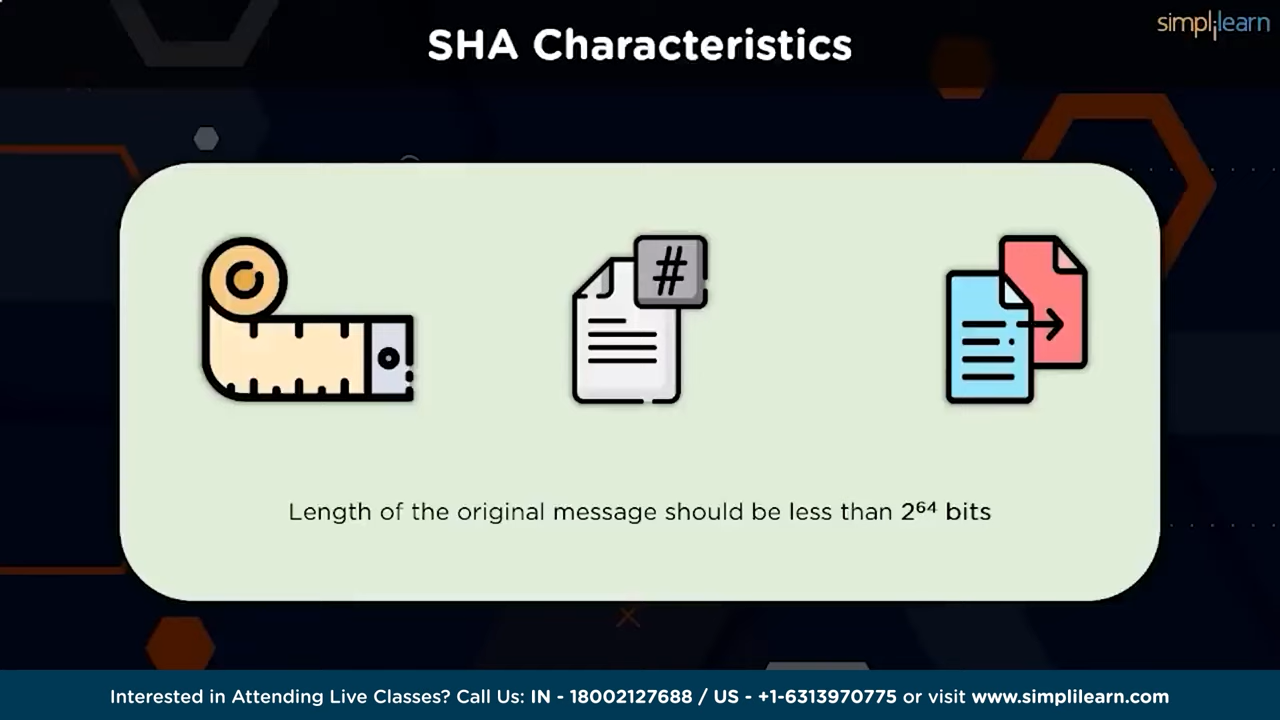 SHA Characteristics
simplilearn
#
Length of the original message should be less than 2⁶⁴ bits
Interested in Attending Live Classes? Call Us: IN - 18002127688 / US - +1-6313970775 or visit www.simplilearn.com